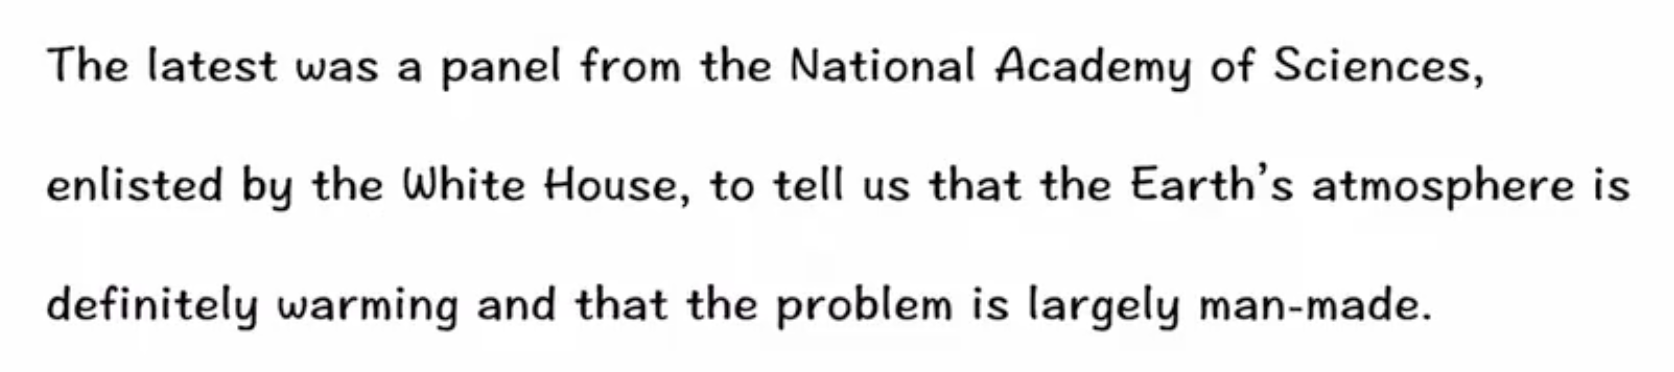 The latest was a panel from the National Academy of Sciences,
enlisted by the White House, to tell us that the Earth’s atmosphere is
definitely warming and that the problem is largely man-made.